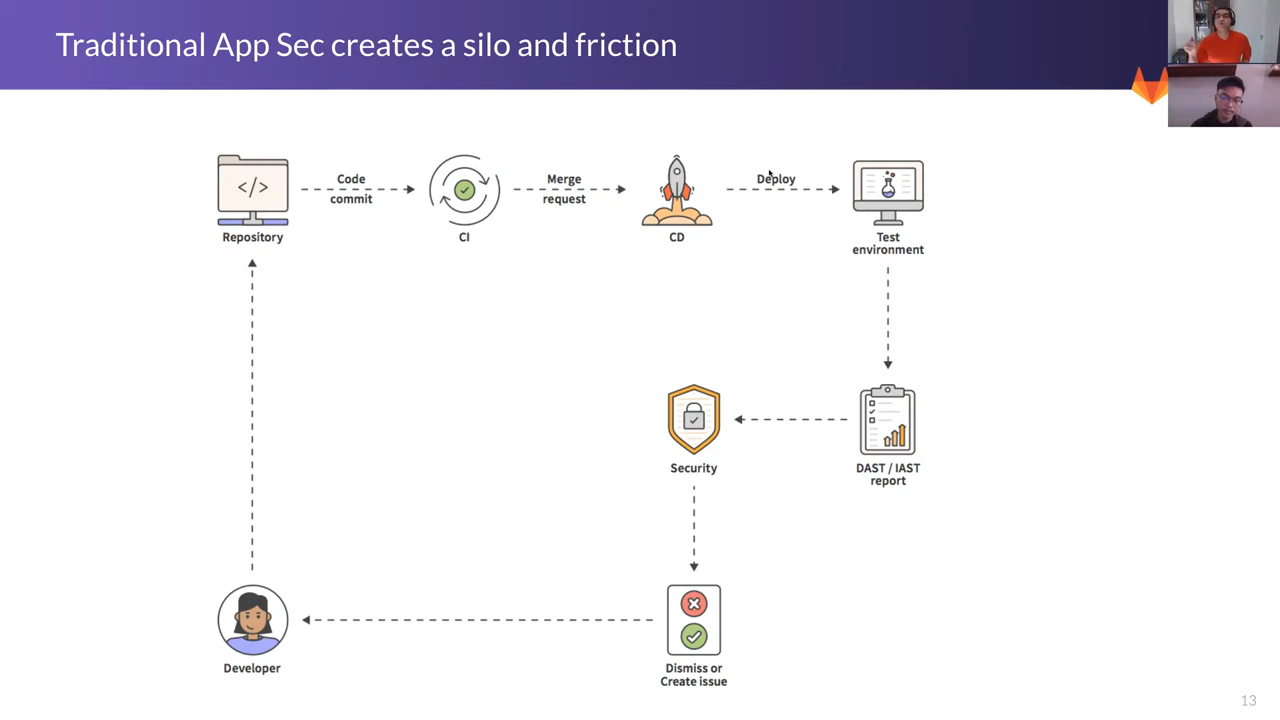 Traditional App Sec creates a silo and friction
</>
Repository
Code
commit
CI
Merge
request
CD
Deploy
Test
environment
DAST / IAST
report
Security
Dismiss or
Create issue
Developer
13